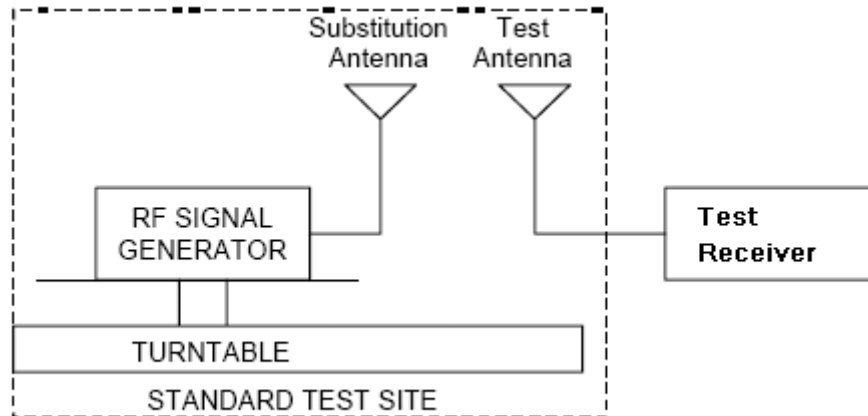 Substitution
Antenna
Test
Antenna
RF SIGNAL
GENERATOR
Test
Receiver
TURNTABLE
STANDARD TEST SITE